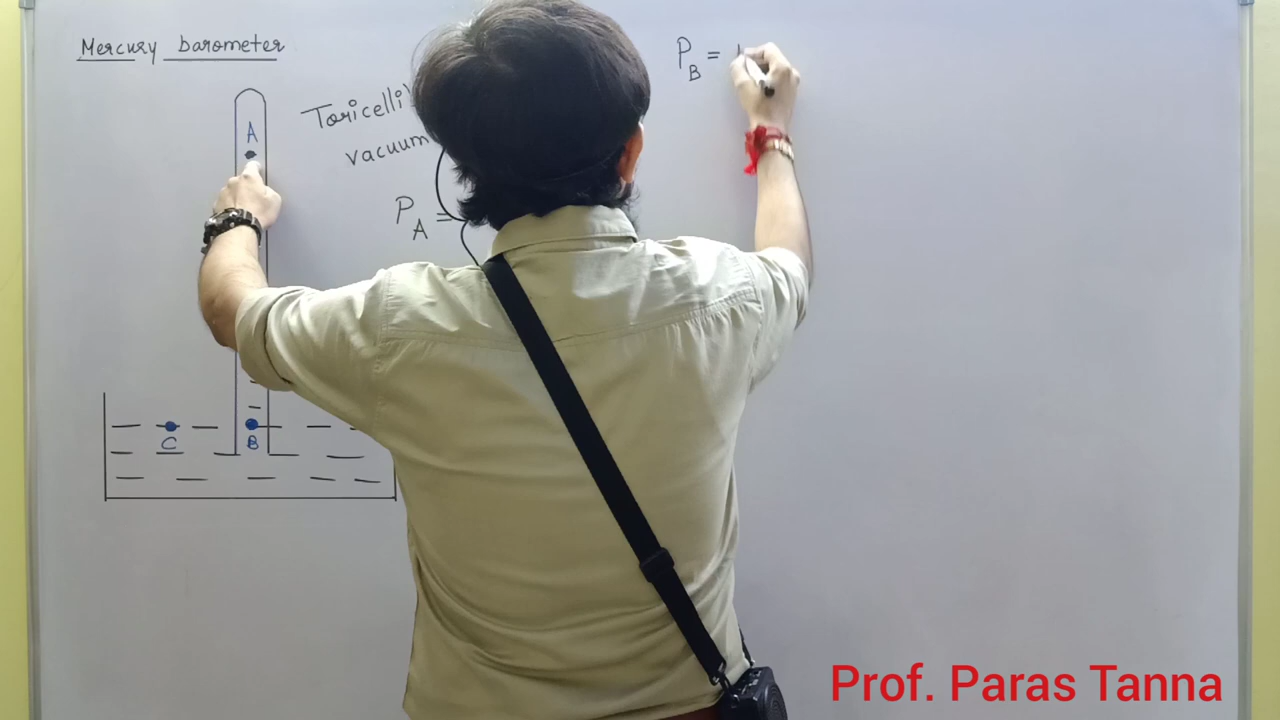 Mercury barometer
A
Toricelli
vacuum
P_A =
C
B
P_B =
Prof. Paras Tanna